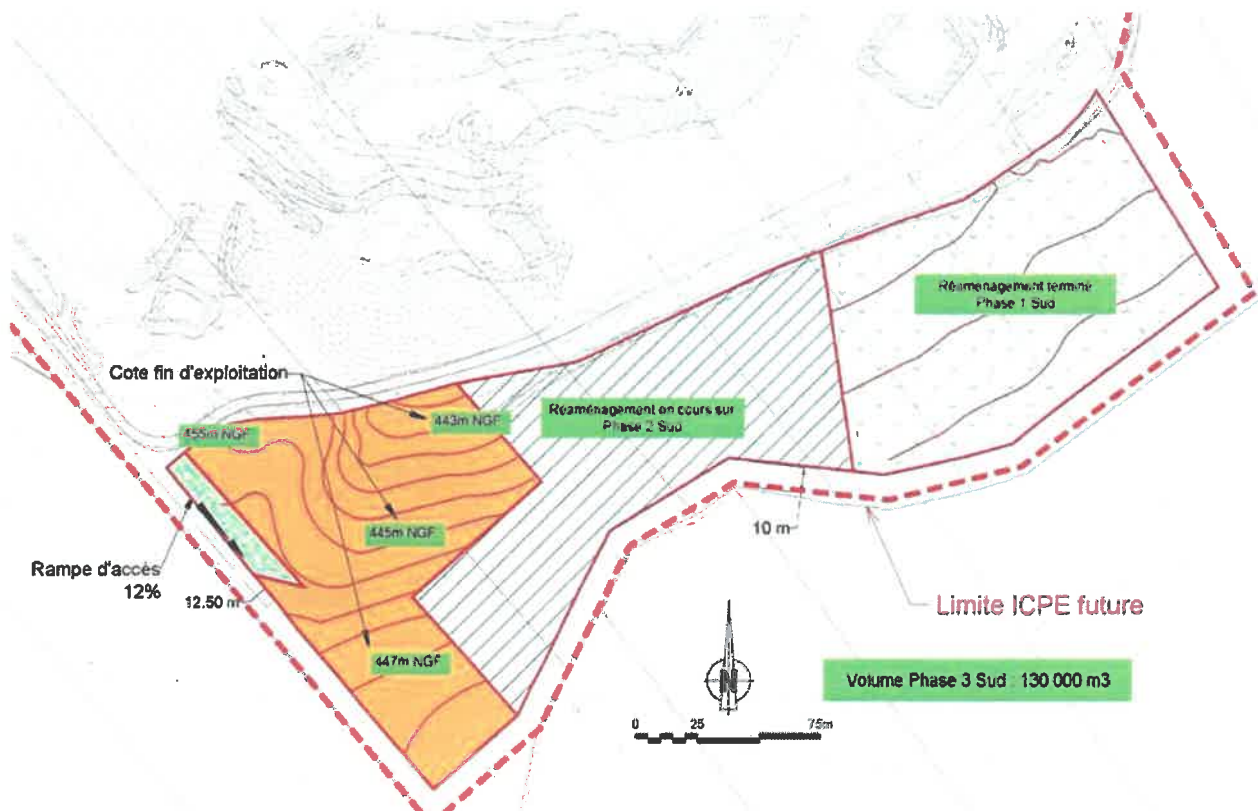 Réaménagement terminé
Phase 1 Sud
Cote fin d'exploitation
443m NGF
Réaménagement en cours sur
Phase 2 Sud
455m NGF
445m NGF
10 m
Rampe d'accès
12%
12.50 m
Limite ICPE future
447m NGF
N
Volume Phase 3 Sud : 130 000 m3
0 25 75m